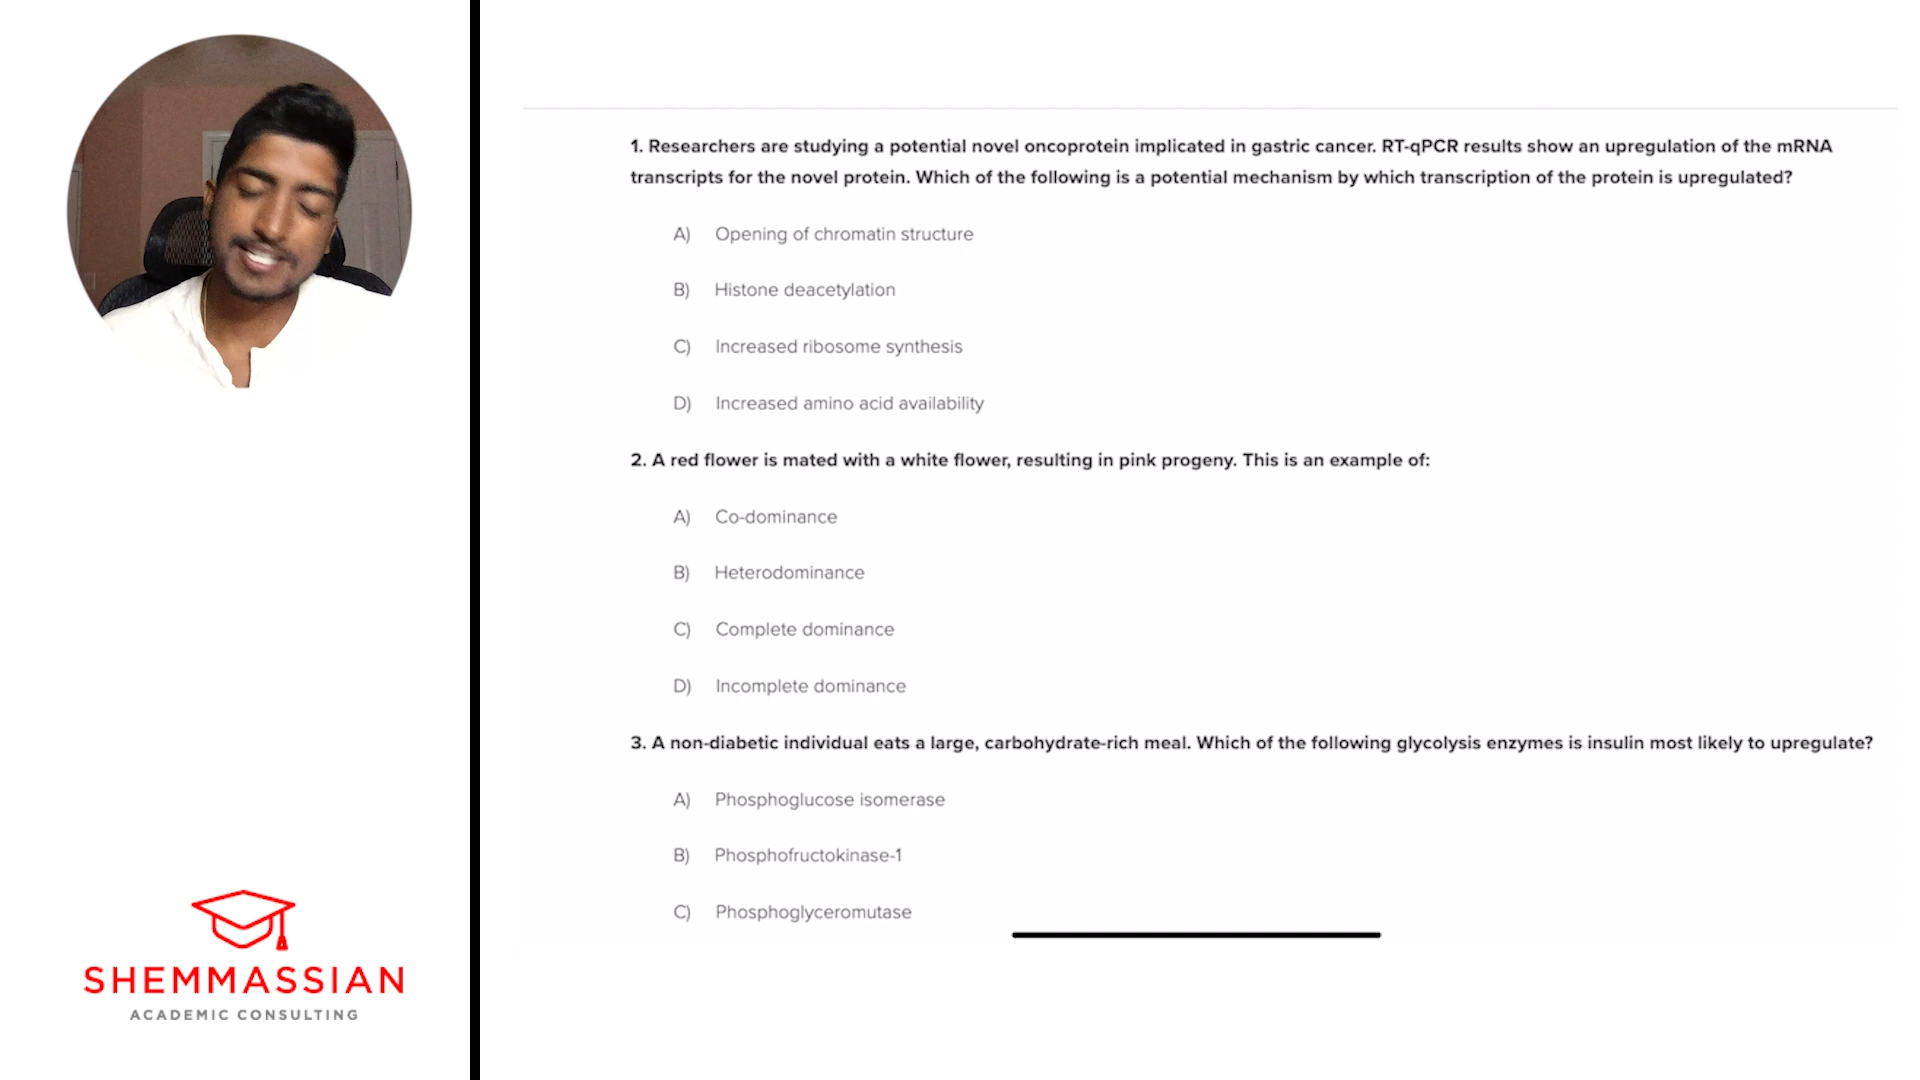 1. Researchers are studying a potential novel oncoprotein implicated in gastric cancer. RT-qPCR results show an upregulation of the mRNA
transcripts for the novel protein. Which of the following is a potential mechanism by which transcription of the protein is upregulated?
A) Opening of chromatin structure
B) Histone deacetylation
C) Increased ribosome synthesis
D) Increased amino acid availability
2. A red flower is mated with a white flower, resulting in pink progeny. This is an example of:
A) Co-dominance
B) Heterodominance
C) Complete dominance
D) Incomplete dominance
3. A non-diabetic individual eats a large, carbohydrate-rich meal. Which of the following glycolysis enzymes is insulin most likely to upregulate?
A) Phosphoglucose isomerase
B) Phosphofructokinase-1
C) Phosphoglyceromutase
SHEMMASSIAN
ACADEMIC CONSULTING